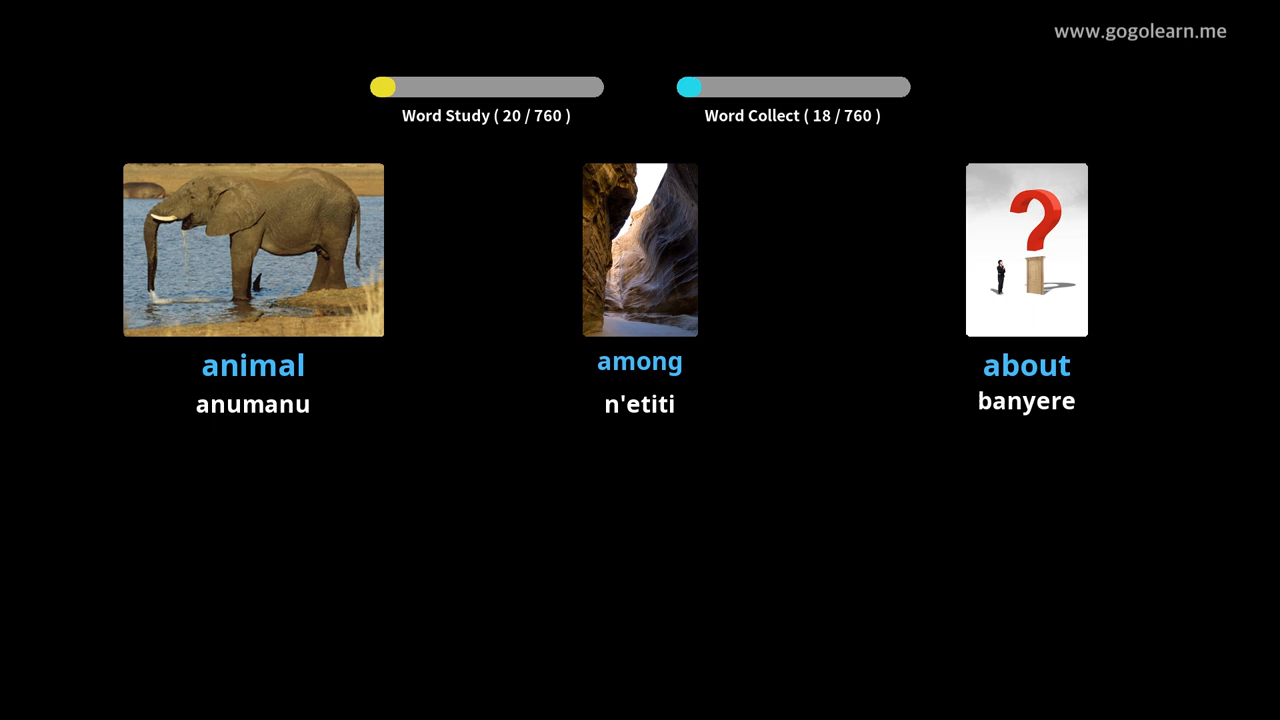 www.gogolearn.me
Word Study ( 20 / 760 )
Word Collect ( 18 / 760 )
animal
anumanu
among
n'etiti
about
banyere